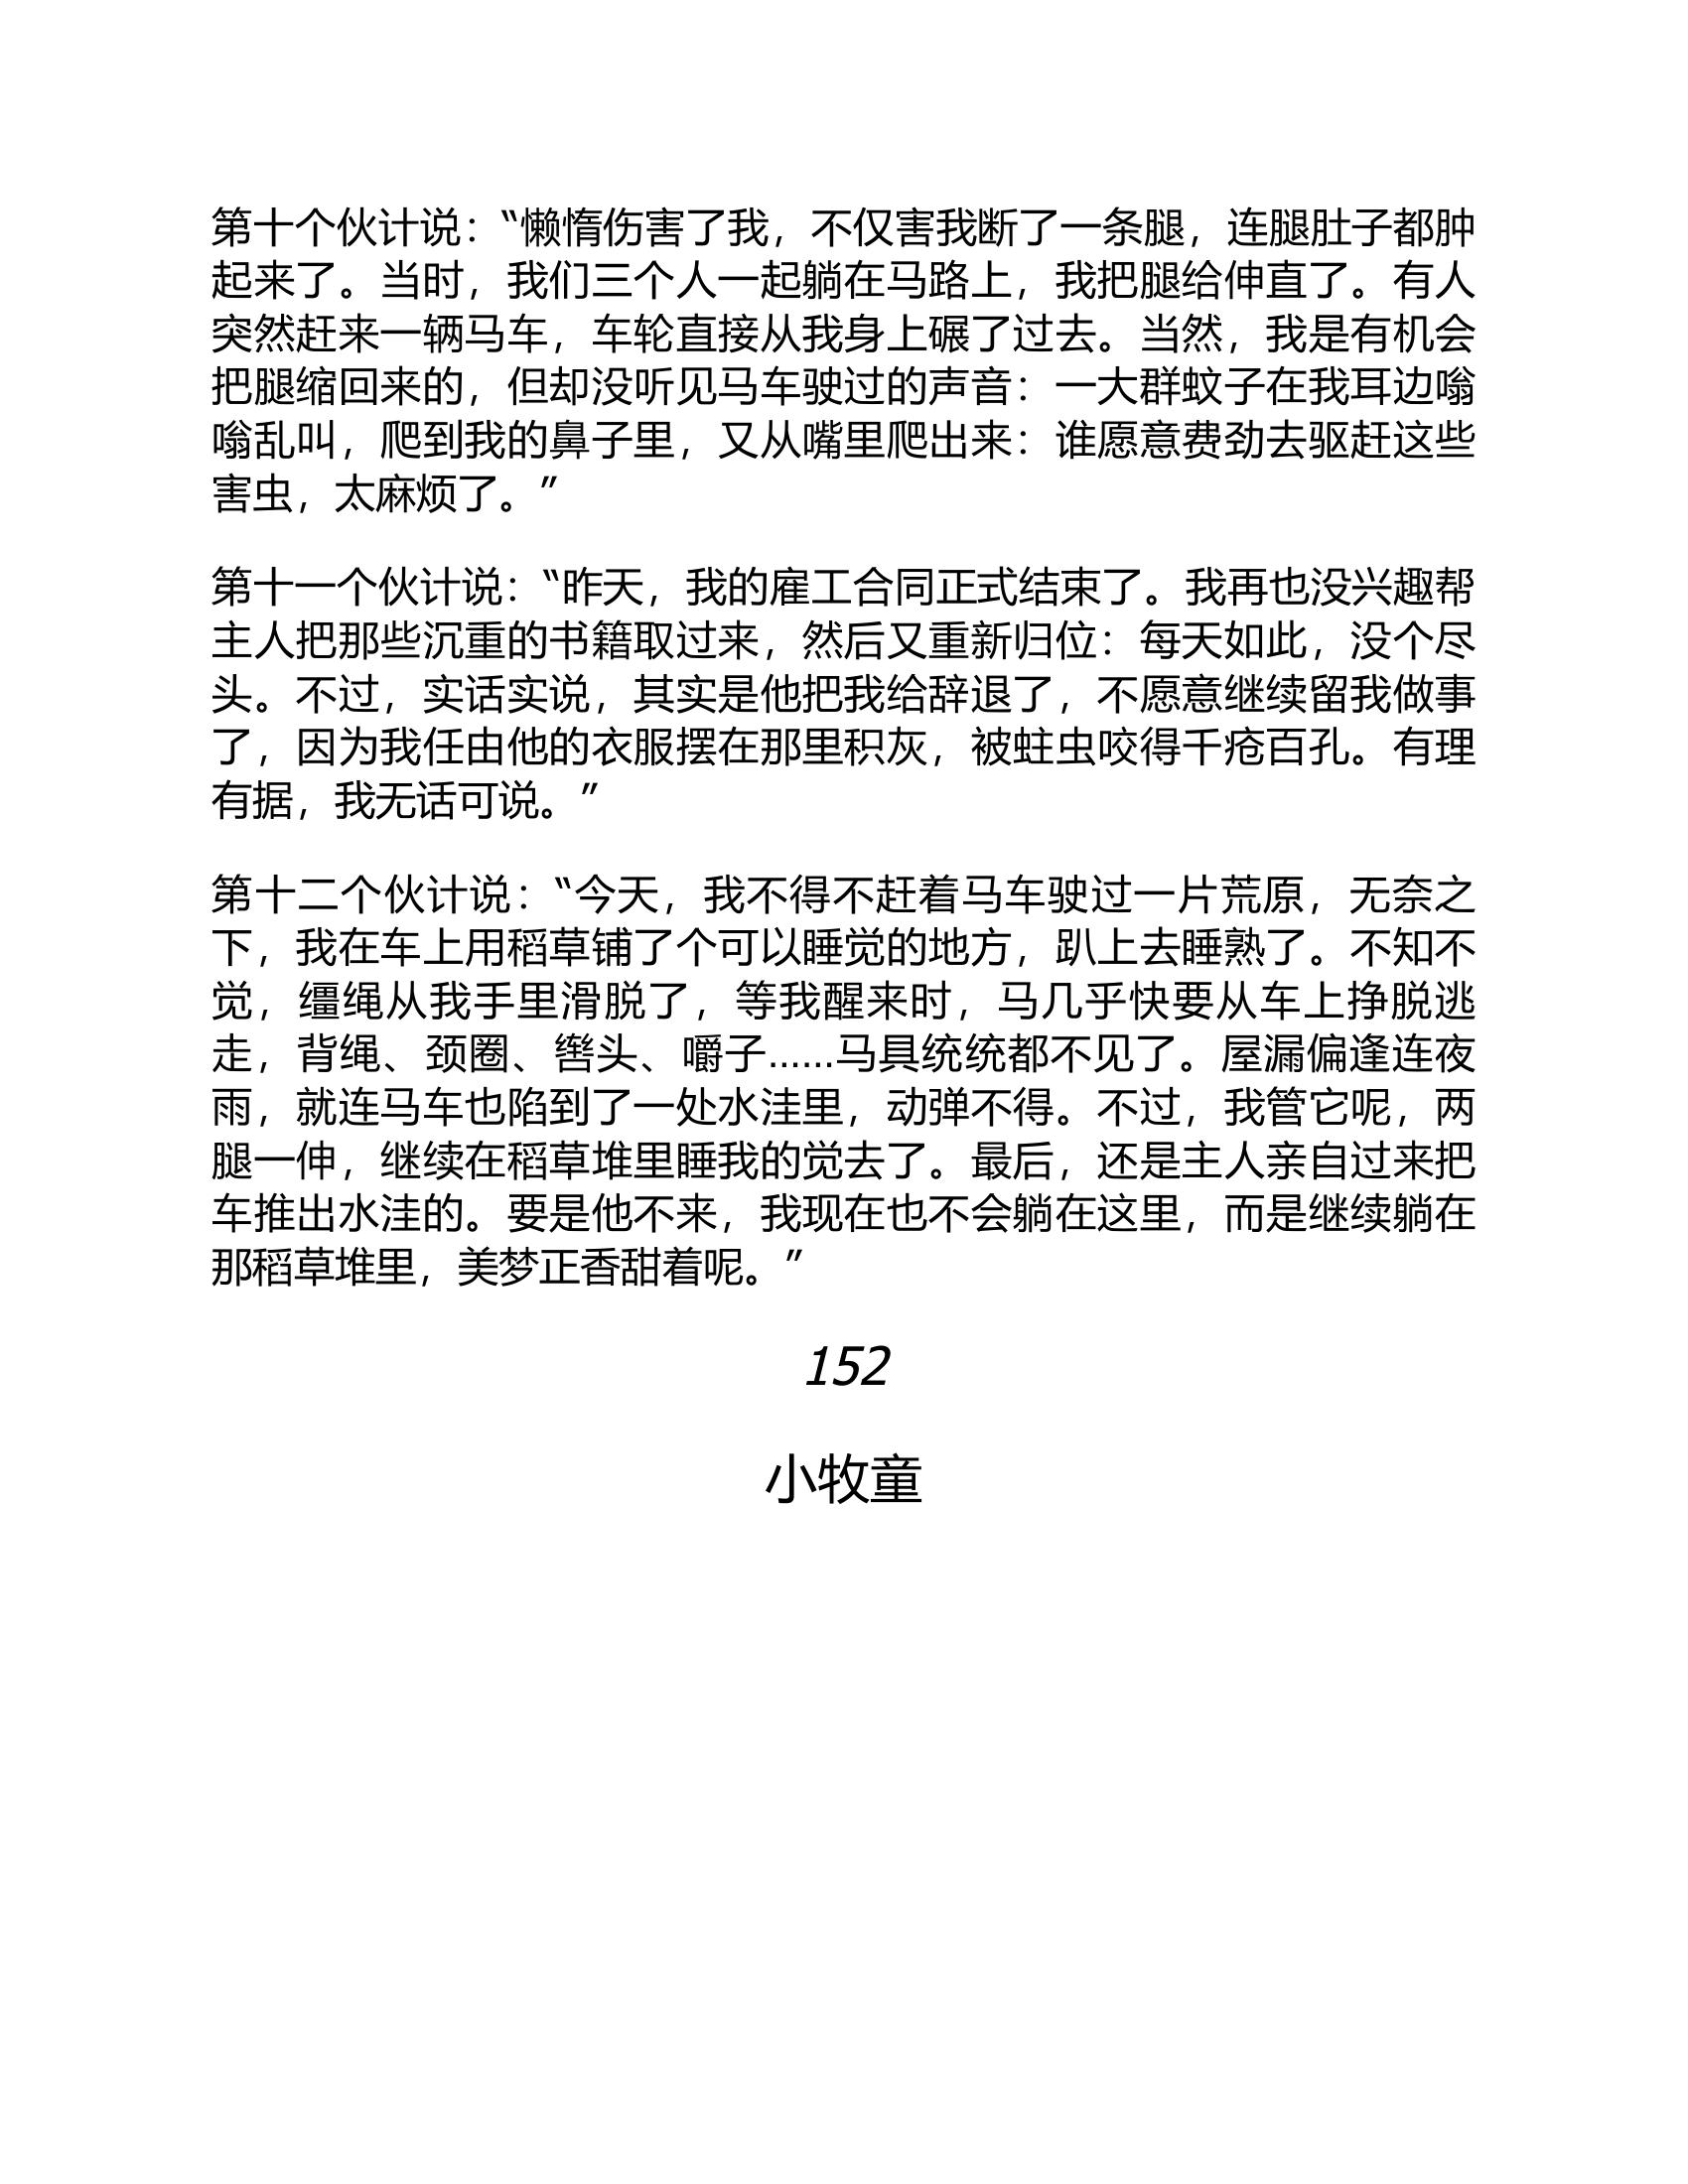 第十个伙计说：“懒惰伤害了我，不仅害我断了一条腿，连腿肚子都肿
起来了。当时，我们三个人一起躺在马路上，我把腿给伸直了。有人
突然赶来一辆马车，车轮直接从我身上碾了过去。当然，我是有机会
把腿缩回来的，但却没听见马车驶过的声音：一大群蚊子在我耳边嗡
嗡乱叫，爬到我的鼻子里，又从嘴里爬出来：谁愿意费劲去驱赶这些
害虫，太麻烦了。”
第十一个伙计说：“昨天，我的雇工合同正式结束了。我再也没兴趣帮
主人把那些沉重的书籍取过来，然后又重新归位：每天如此，没个尽
头。不过，实话实说，其实是他把我给辞退了，不愿意继续留我做事
了，因为我任由他的衣服摆在那里积灰，被蛀虫咬得千疮百孔。有理
有据，我无话可说。”
第十二个伙计说：“今天，我不得不赶着马车驶过一片荒原，无奈之
下，我在车上用稻草铺了个可以睡觉的地方，趴上去睡熟了。不知不
觉，缰绳从我手里滑脱了，等我醒来时，马几乎快要从车上挣脱逃
走，背绳、颈圈、辔头、嚼子……马具统统都不见了。屋漏偏逢连夜
雨，就连马车也陷到了一处水洼里，动弹不得。不过，我管它呢，两
腿一伸，继续在稻草堆里睡我的觉去了。最后，还是主人亲自过来把
车推出水洼的。要是他不来，我现在也不会躺在这里，而是继续躺在
那稻草堆里，美梦正香甜着呢。”
152
小牧童